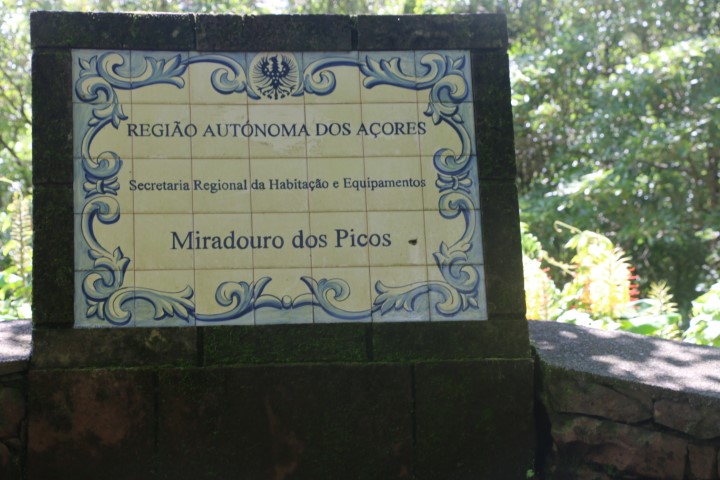 REGIÃO AUTÓNOMA DOS AÇORES
Secretaria Regional da Habitação e Equipamentos
Miradouro dos Picos